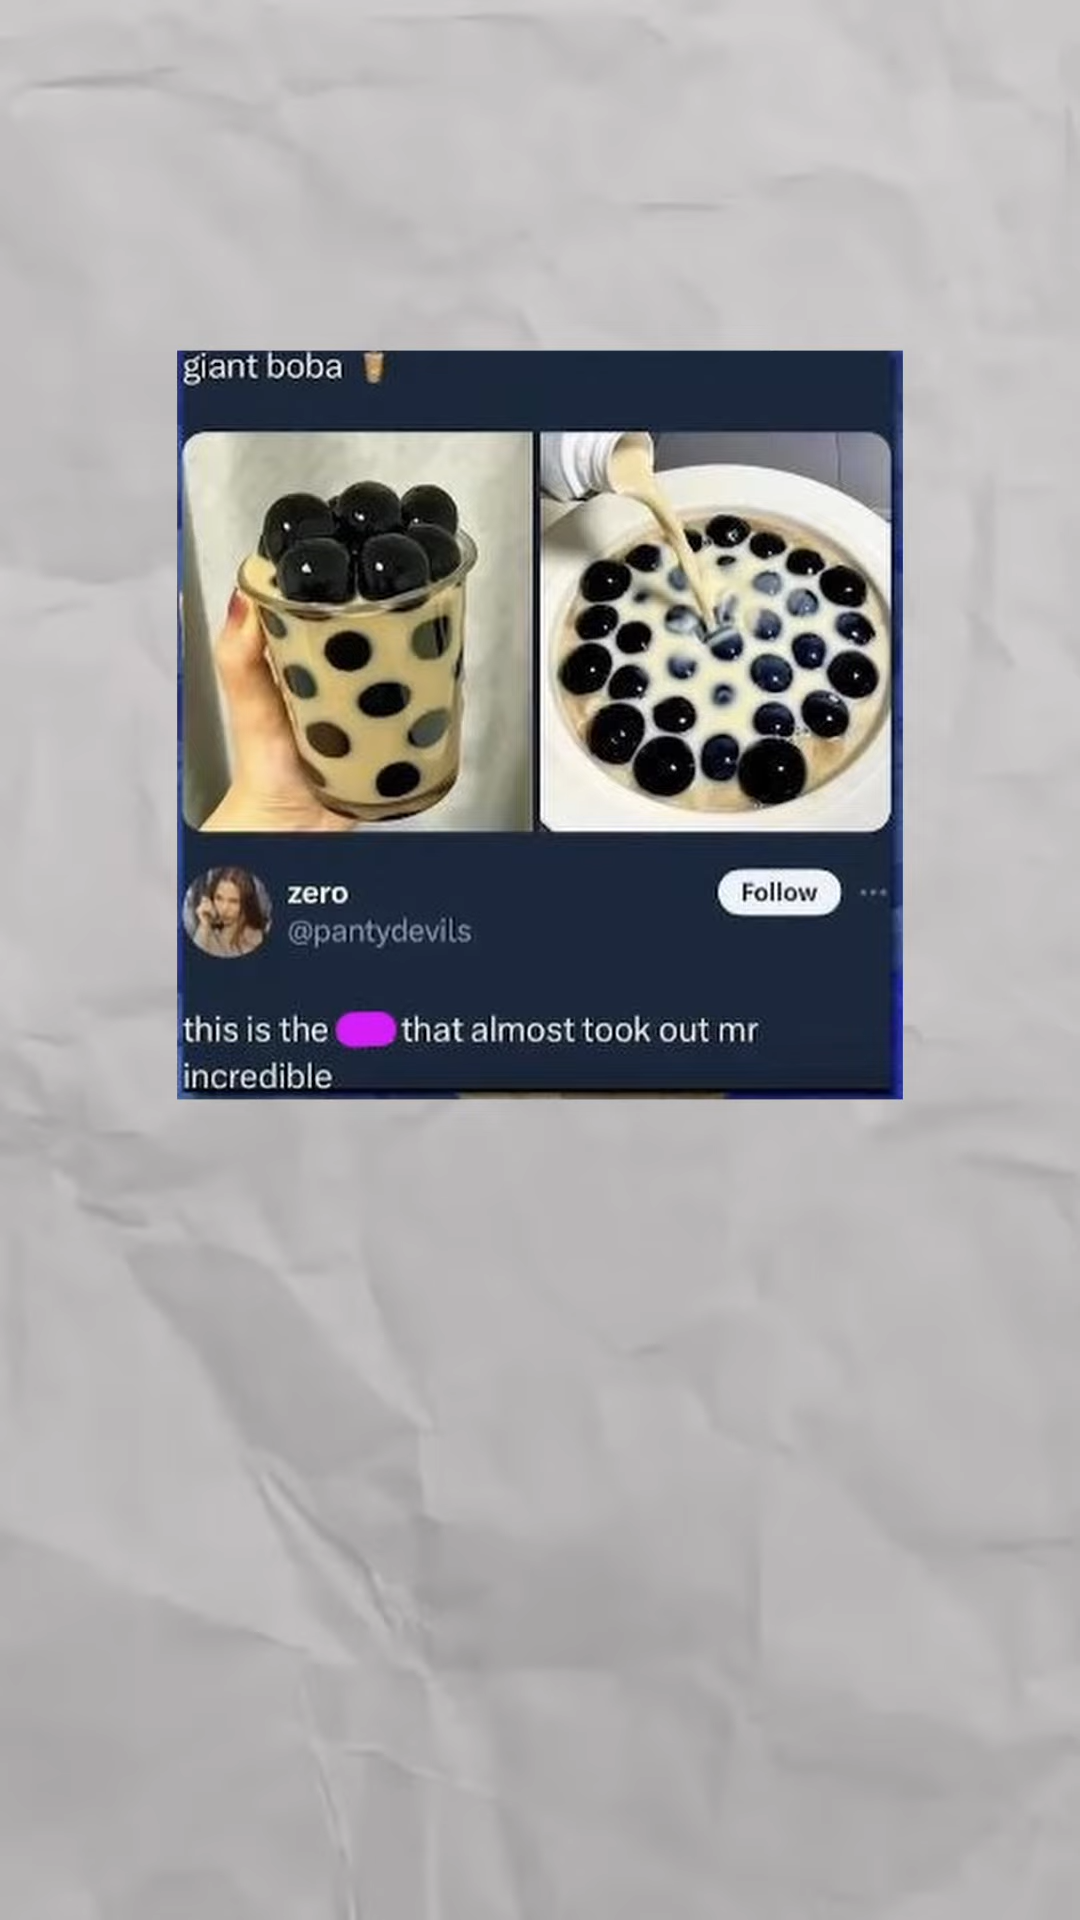 giant boba 🧋
zero
@pantydevils
Follow
this is the that almost took out mr
incredible